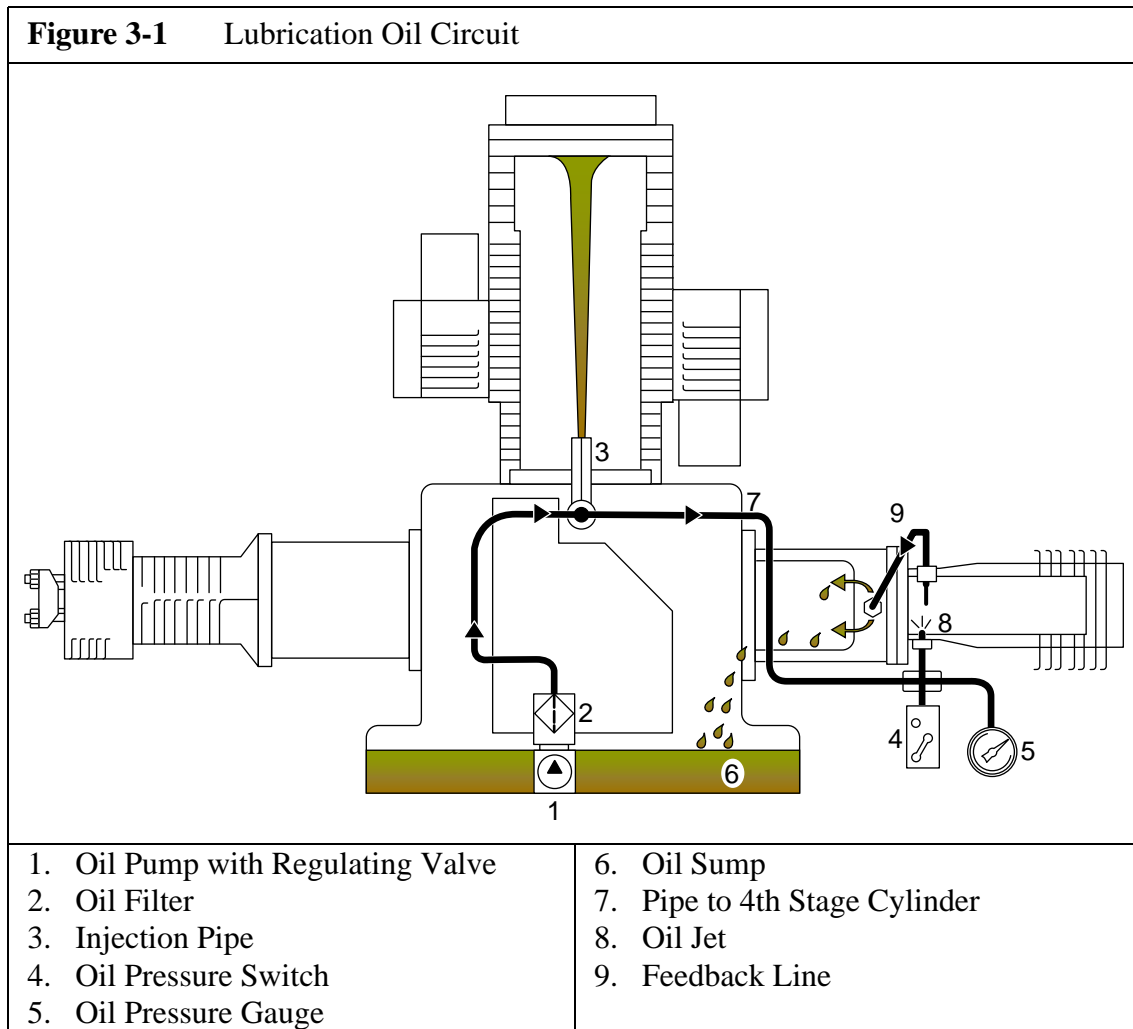 Figure 3-1 Lubrication Oil Circuit
3
7
9
8
2
4
5
6
1
1. Oil Pump with Regulating Valve
2. Oil Filter
3. Injection Pipe
4. Oil Pressure Switch
5. Oil Pressure Gauge
6. Oil Sump
7. Pipe to 4th Stage Cylinder
8. Oil Jet
9. Feedback Line